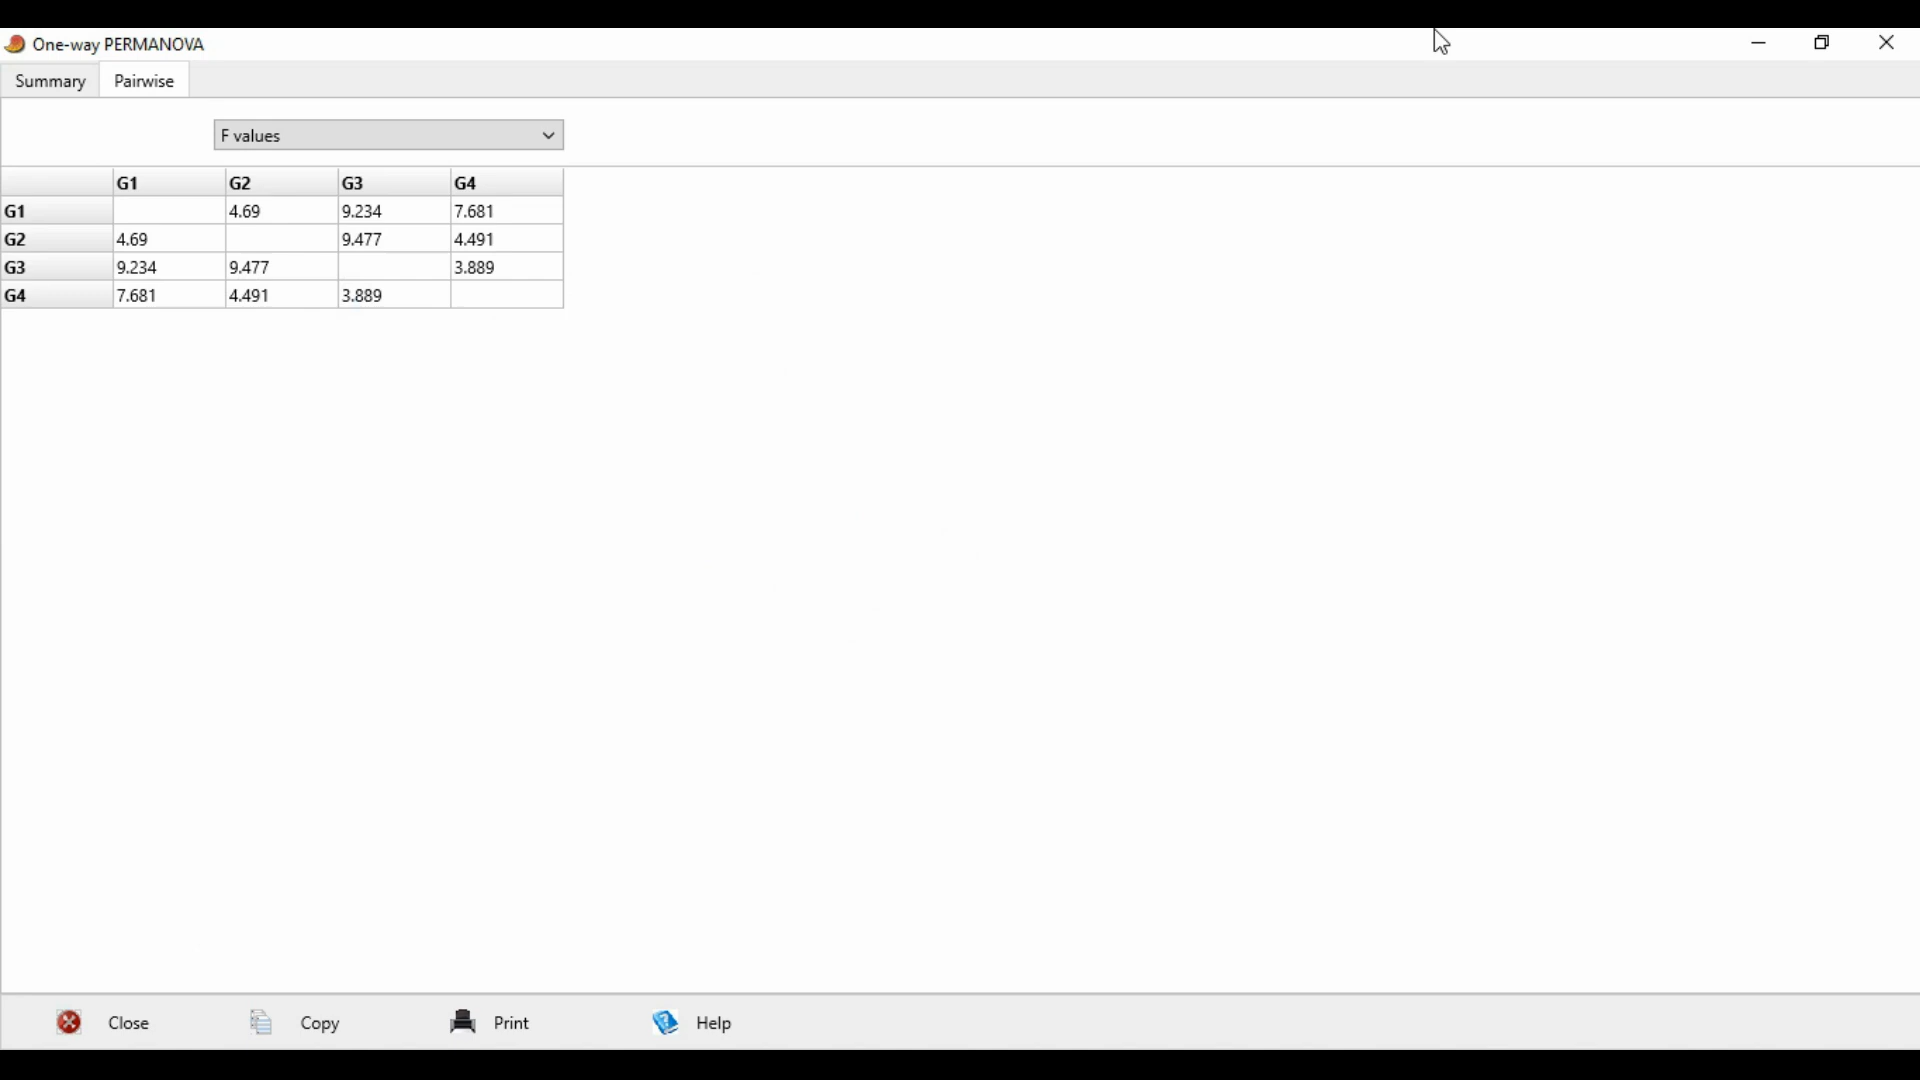 One-way PERMANOVA
Summary Pairwise
F values
G1 G2 G3 G4
G1 4.69 9.234 7.681
G2 4.69 9.477 4.491
G3 9.234 9.477 3.889
G4 7.681 4.491 3.889
Close Copy Print Help